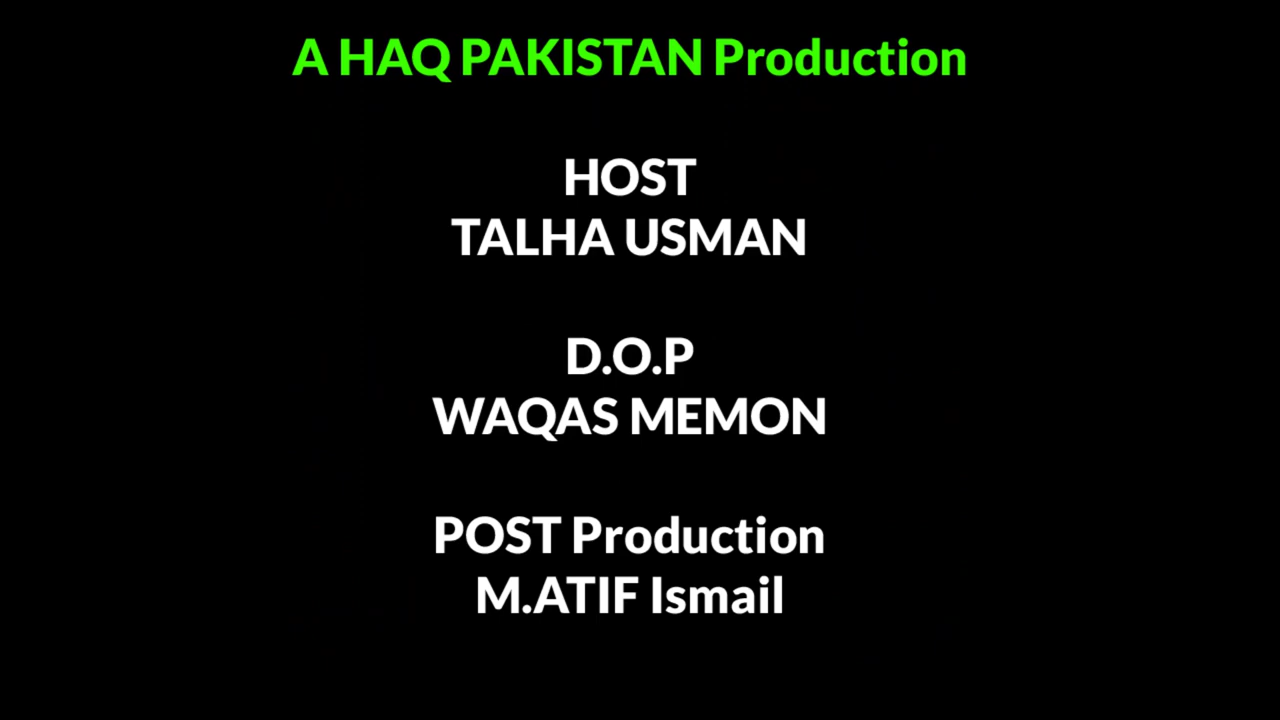 A HAQ PAKISTAN Production
HOST
TALHA USMAN
D.O.P
WAQAS MEMON
POST Production
M.ATIF Ismail